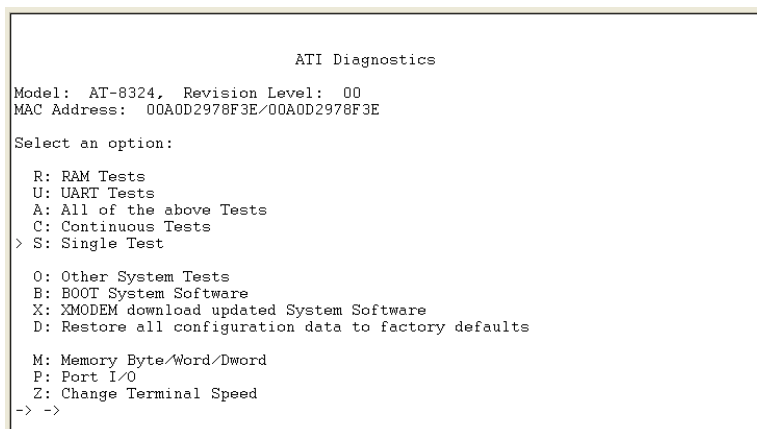 ATI Diagnostics
Model:  AT-8324, Revision Level:  00
MAC Address:  00A0D2978F3E/00A0D2978F3E
Select an option:
R: RAM Tests
U: UART Tests
A: All of the above Tests
C: Continuous Tests
> S: Single Test
O: Other System Tests
B: BOOT System Software
X: XMODEM download updated System Software
D: Restore all configuration data to factory defaults
M: Memory Byte/Word/Dword
P: Port I/O
Z: Change Terminal Speed
-> ->